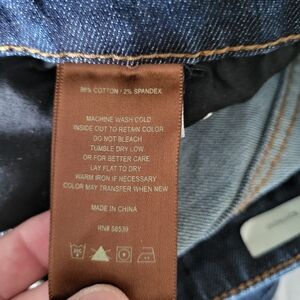 98% COTTON / 2% SPANDEX
MACHINE WASH COLD
INSIDE OUT TO RETAIN COLOR
DO NOT BLEACH
TUMBLE DRY LOW
OR FOR BETTER CARE
LAY FLAT TO DRY
WARM IRON IF NECESSARY
COLOR MAY TRANSFER WHEN NEW
MADE IN CHINA
RN# 58539